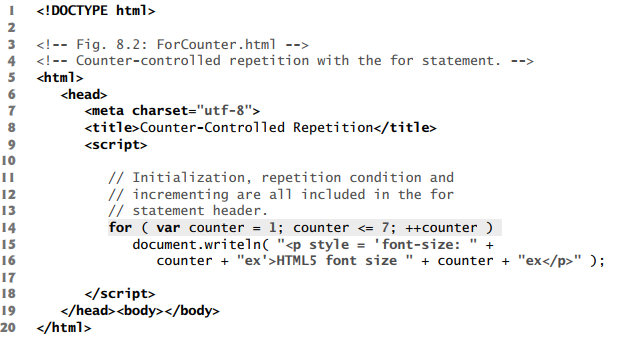 1 <!DOCTYPE html>
2
3 <!-- Fig. 8.2: ForCounter.html -->
4 <!-- Counter-controlled repetition with the for statement. -->
5 <html>
6 <head>
7 <meta charset="utf-8">
8 <title>Counter-Controlled Repetition</title>
9 <script>
10
11 // Initialization, repetition condition and
12 // incrementing are all included in the for
13 // statement header.
14 for ( var counter = 1; counter <= 7; ++counter )
15 document.writeln( "<p style = 'font-size: " +
16 counter + "ex'>HTML5 font size " + counter + "ex</p>" );
17
18 </script>
19 </head><body></body>
20 </html>